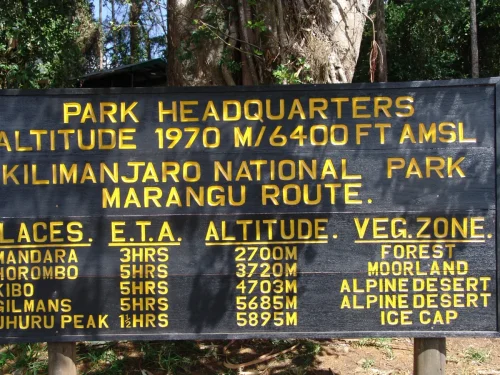 PARK HEADQUARTERS
ALTITUDE 1970 M/6400 FT AMSL
KILIMANJARO NATIONAL PARK
MARANGU ROUTE.
LACES. E.T.A. ALTITUDE. VEG. ZONE.
MANDARA 3HRS 2700M FOREST
HOROMBO 5HRS 3720M MOORLAND
KIBO 5HRS 4703M ALPINE DESERT
GILMANS 5HRS 5685M ALPINE DESERT
UHURU PEAK 1½HRS 5895M ICE CAP